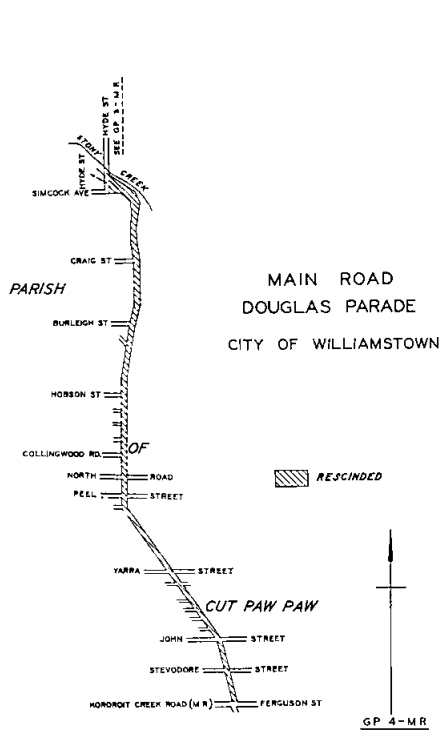 HYDE ST
SEE GP 3-MR
STONY
CREEK
HYDE ST
SIMCOCK AVE
CRAIG ST
PARISH
MAIN ROAD
DOUGLAS PARADE
CITY OF WILLIAMSTOWN
BURLEIGH ST
HOBSON ST
OF
COLLINGWOOD RD.
NORTH ROAD
RESCINDED
PEEL STREET
YARRA STREET
CUT PAW PAW
JOHN STREET
STEVODORE STREET
KOROROIT CREEK ROAD (MR) FERGUSON ST
GP 4-MR